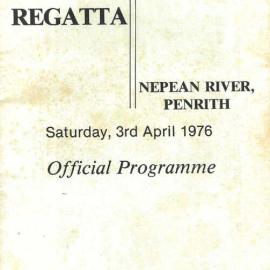 REGATTA
NEPEAN RIVER,
PENRITH
Saturday, 3rd April 1976
Official Programme